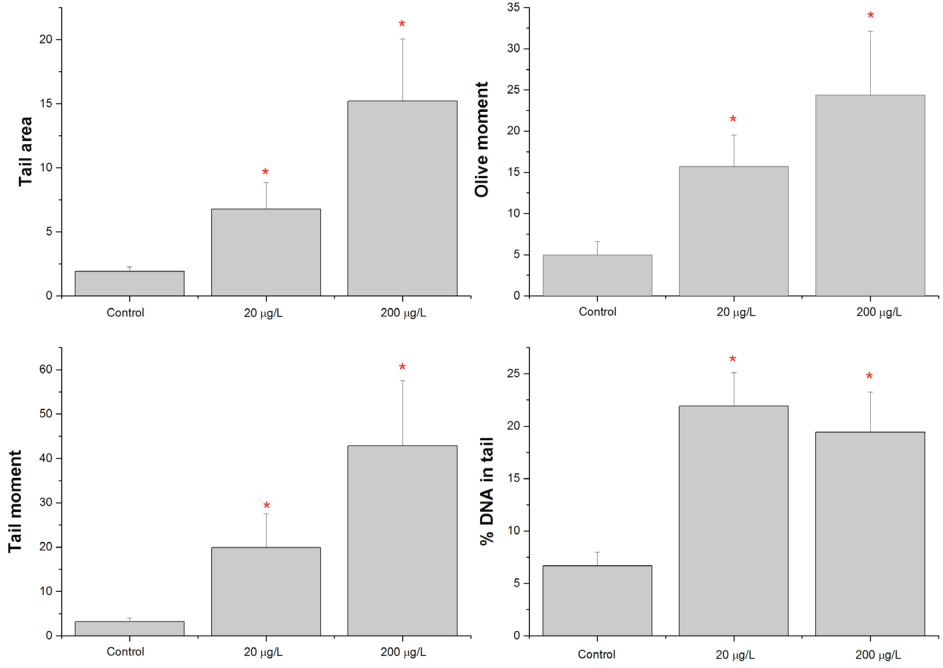 Tail area
20
15
10
5
0
*
*
Control
20 µg/L
200 µg/L
Olive moment
35
30
25
20
15
10
5
0
*
*
Control
20 µg/L
200 µg/L
Tail moment
60
50
40
30
20
10
0
*
*
Control
20 µg/L
200 µg/L
% DNA in tail
25
20
15
10
5
0
*
*
Control
20 µg/L
200 µg/L